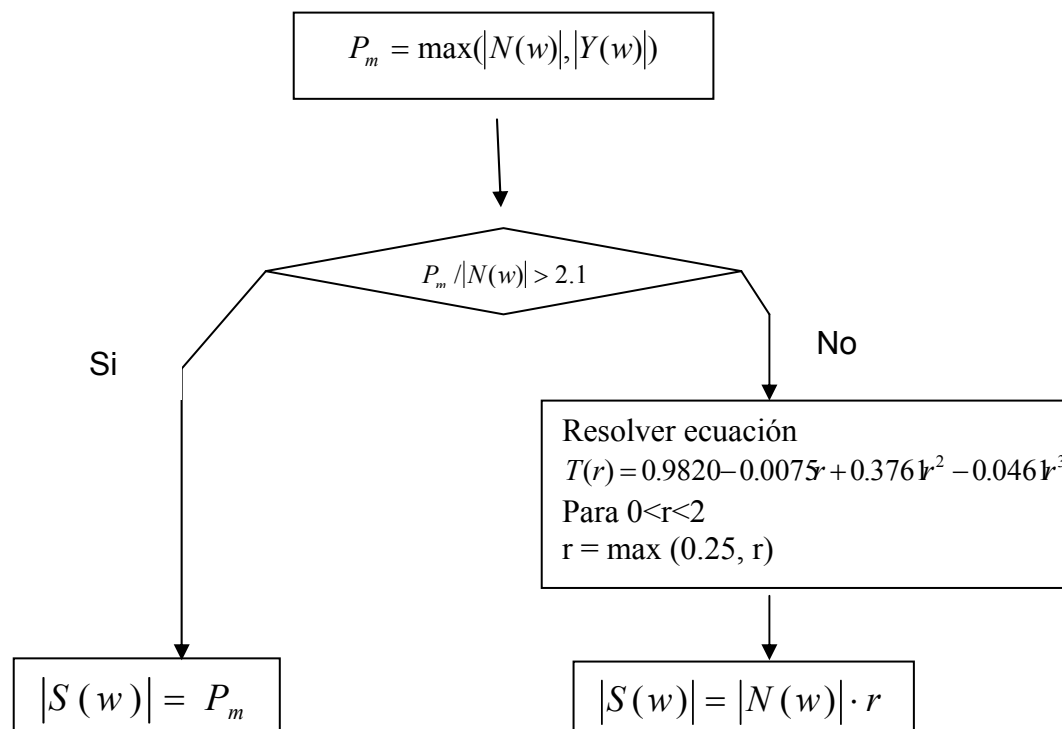 P_m = max(|N(w)|,|Y(w)|)
P_m /|N(w)| > 2.1
Si
No
Resolver ecuación
T(r) = 0.9820−0.0075r + 0.3761r² − 0.0461r³
Para 0<r<2
r = max (0.25, r)
|S(w)| = P_m
|S(w)| = |N(w)| · r